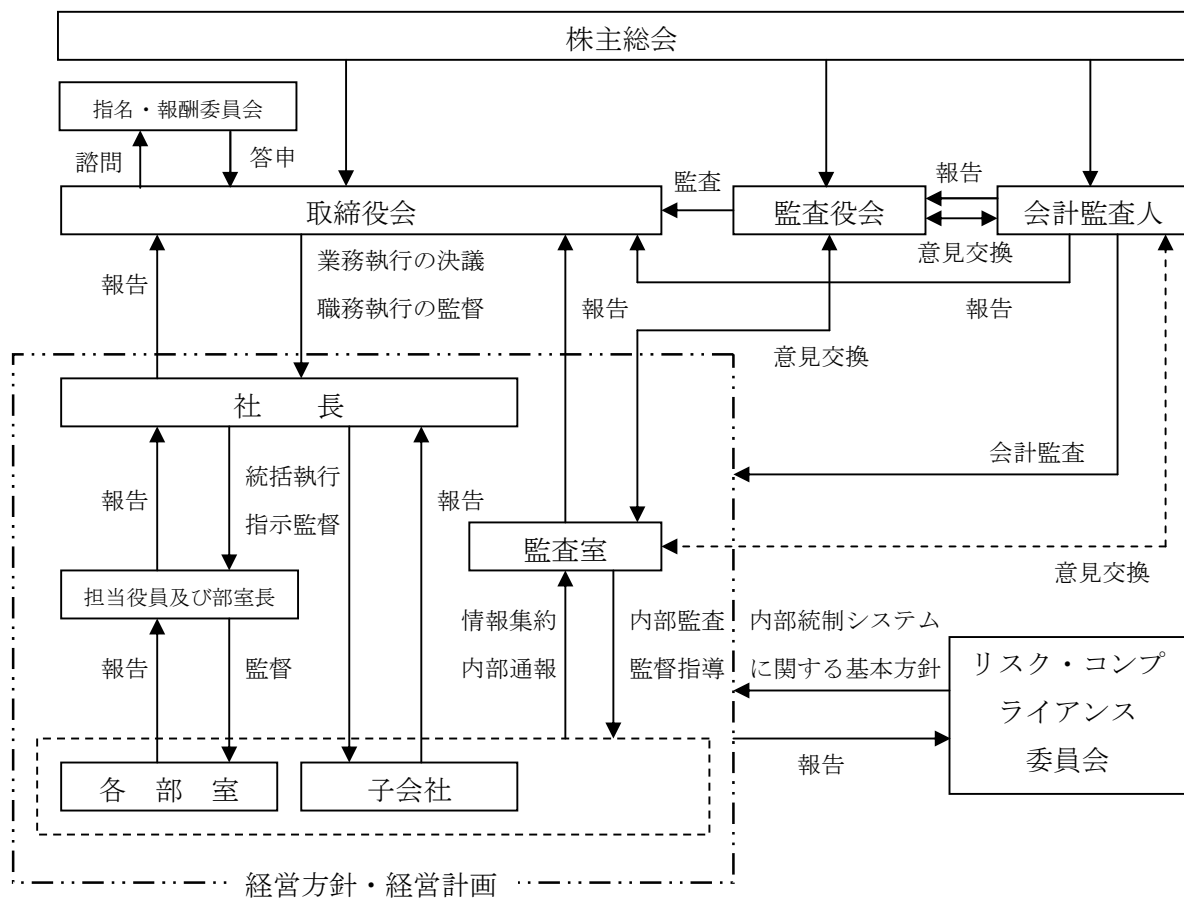 株主総会
指名・報酬委員会
諮問
答申
監査
報告
取締役会
監査役会
会計監査人
意見交換
業務執行の決議
職務執行の監督
報告
報告
報告
意見交換
社　　長
統括執行
指示監督
報告
報告
会計監査
監査室
意見交換
担当役員及び部室長
報告
監督
情報集約
内部通報
内部監査
監督指導
内部統制システム
に関する基本方針
リスク・コンプ
ライアンス
委員会
報告
各　部　室
子会社
経営方針・経営計画